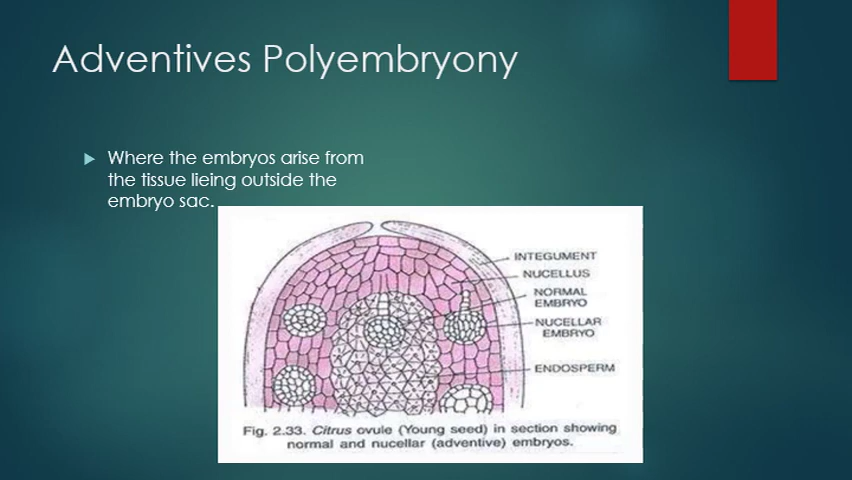 Adventives Polyembryony
Where the embryos arise from
the tissue lieing outside the
embryo sac.
INTEGUMENT
NUCELLUS
NORMAL
EMBRYO
NUCELLAR
EMBRYO
ENDOSPERM
Fig. 2.33. Citrus ovule (Young seed) in section showing
normal and nucellar (adventive) embryos.